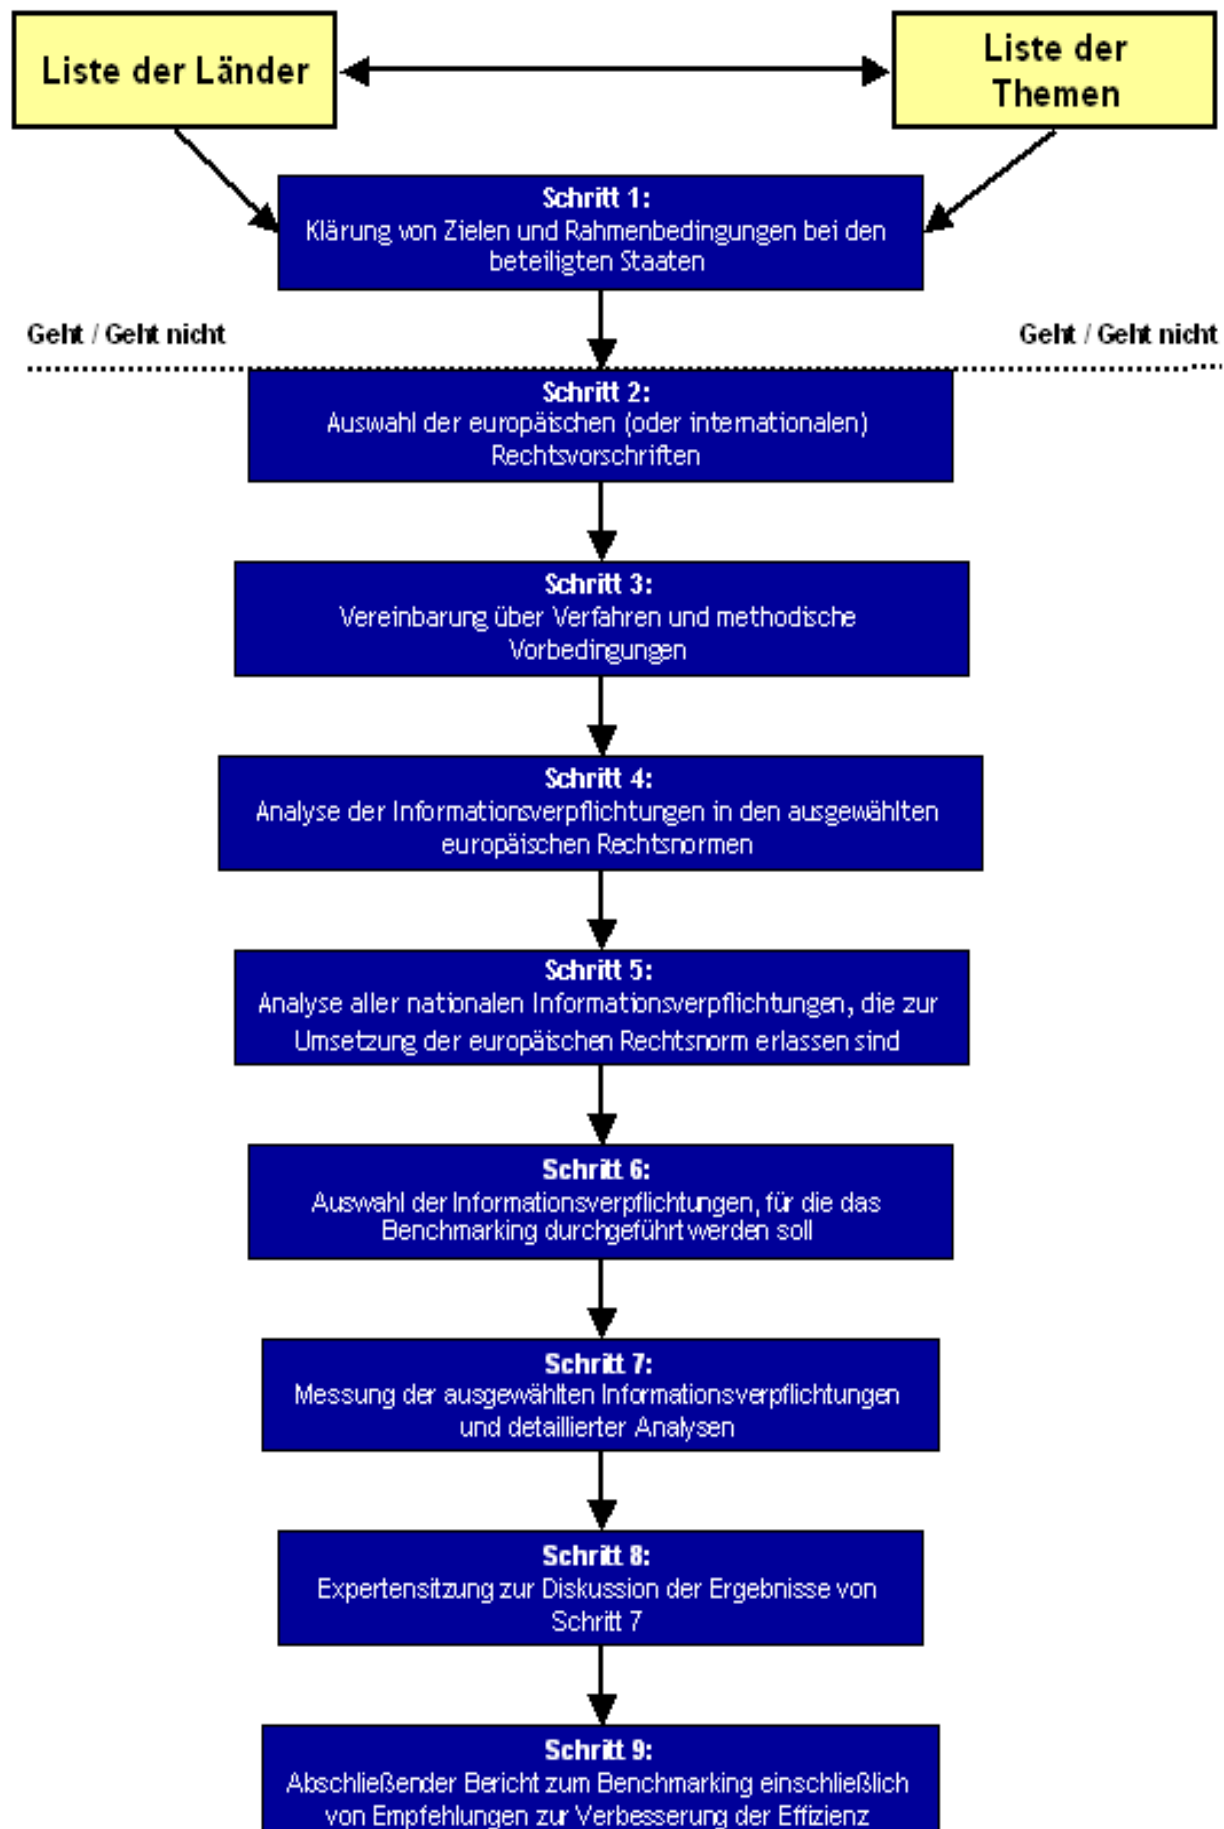 Liste der Länder
Liste der
Themen
Schritt 1:
Klärung von Zielen und Rahmenbedingungen bei den
beteiligten Staaten
Geht / Geht nicht
Geht / Geht nicht
Schritt 2:
Auswahl der europäischen (oder internationalen)
Rechtsvorschriften
Schritt 3:
Vereinbarung über Verfahren und methodische
Vorbedingungen
Schritt 4:
Analyse der Informationsverpflichtungen in den ausgewählten
europäischen Rechtsnormen
Schritt 5:
Analyse aller nationalen Informationsverpflichtungen, die zur
Umsetzung der europäischen Rechtsnorm erlassen sind
Schritt 6:
Auswahl der Informationsverpflichtungen, für die das
Benchmarking durchgeführt werden soll
Schritt 7:
Messung der ausgewählten Informationsverpflichtungen
und detaillierter Analysen
Schritt 8:
Expertensitzung zur Diskussion der Ergebnisse von
Schritt 7
Schritt 9:
Abschließender Bericht zum Benchmarking einschließlich
von Empfehlungen zur Verbesserung der Effizienz